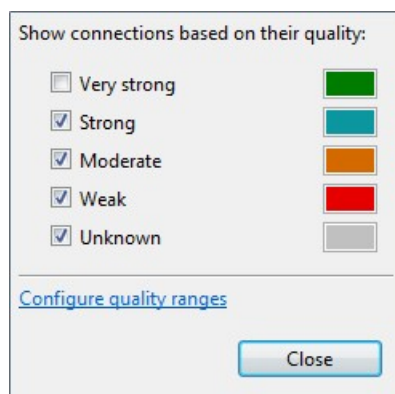 Show connections based on their quality:
Very strong
Strong
Moderate
Weak
Unknown
Configure quality ranges
Close